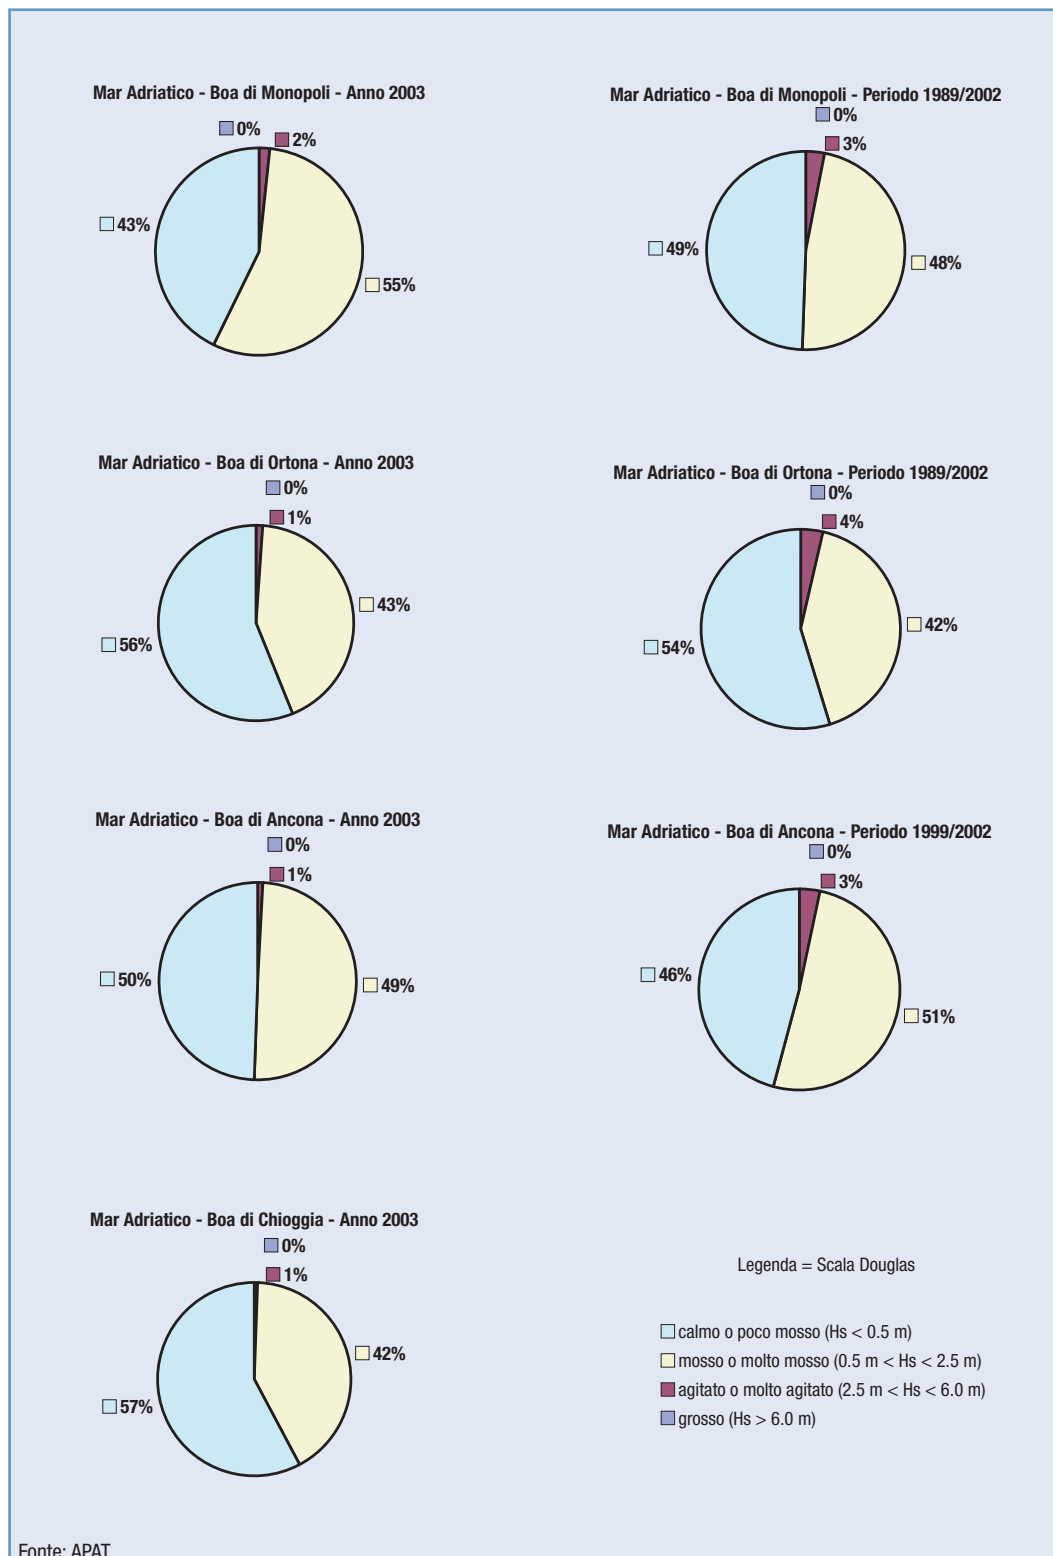 Mar Adriatico - Boa di Monopoli - Anno 2003
0%
2%
43%
55%
Mar Adriatico - Boa di Monopoli - Periodo 1989/2002
0%
3%
49%
48%
Mar Adriatico - Boa di Ortona - Anno 2003
0%
1%
43%
56%
Mar Adriatico - Boa di Ortona - Periodo 1989/2002
0%
4%
42%
54%
Mar Adriatico - Boa di Ancona - Anno 2003
0%
1%
50%
49%
Mar Adriatico - Boa di Ancona - Periodo 1999/2002
0%
3%
46%
51%
Mar Adriatico - Boa di Chioggia - Anno 2003
0%
1%
42%
57%
Legenda = Scala Douglas
calmo o poco mosso (Hs < 0.5 m)
mosso o molto mosso (0.5 m < Hs < 2.5 m)
agitato o molto agitato (2.5 m < Hs < 6.0 m)
grosso (Hs > 6.0 m)
Fonte: APAT